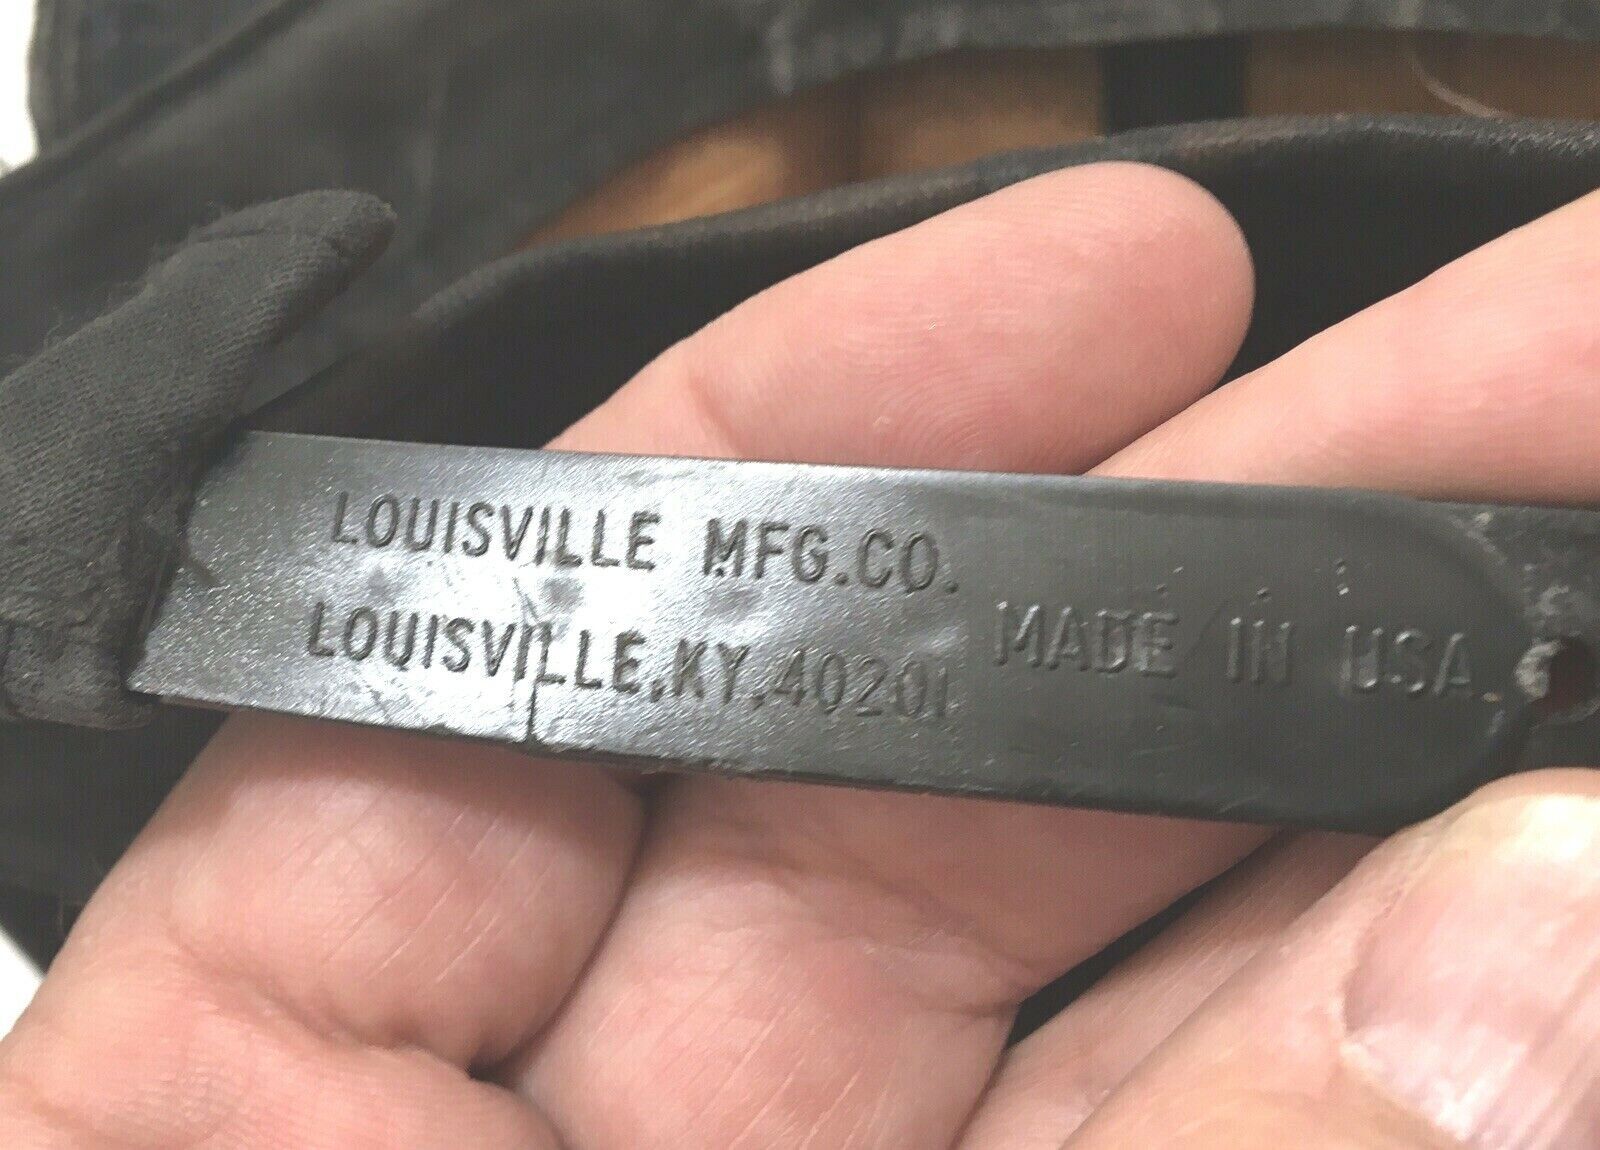 LOUISVILLE MFG.CO.
LOUISVILLE,KY.40201
MADE IN USA